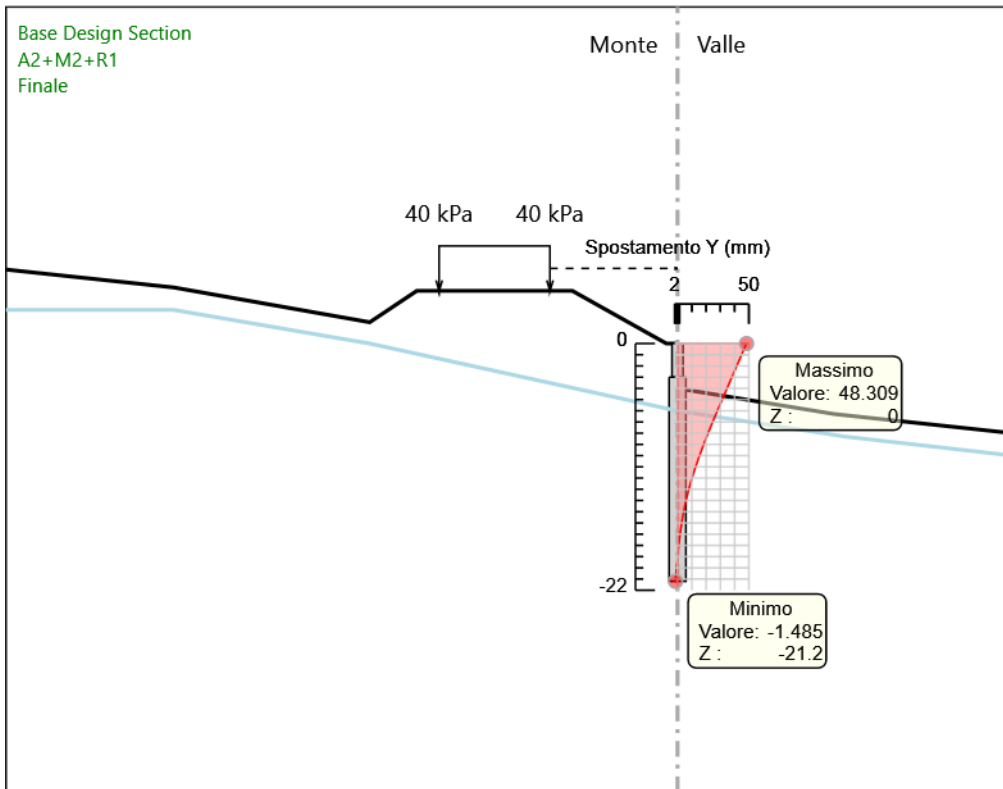 Base Design Section
A2+M2+R1
Finale
Monte Valle
40 kPa 40 kPa
Spostamento Y (mm)
2 50
0
Massimo
Valore: 48.309
Z : 0
-22
Minimo
Valore: -1.485
Z : -21.2